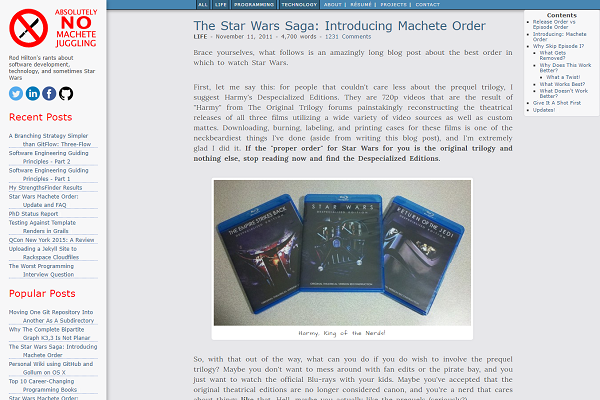 ALL LIFE PROGRAMMING TECHNOLOGY ABOUT | RÉSUMÉ | PROJECTS | CONTACT
ABSOLUTELY
NO
MACHETE
JUGGLING
Rod Hilton's rants about
software development,
technology, and sometimes Star
Wars
Recent Posts
A Branching Strategy Simpler
than GitFlow: Three-Flow
Software Engineering Guiding
Principles - Part 2
Software Engineering Guiding
Principles - Part 1
My StrengthsFinder Results
Star Wars Machete Order:
Update and FAQ
PhD Status Report
Testing Against Template
Renders in Grails
QCon New York 2015: A Review
Uploading a Jekyll Site to
Rackspace Cloudfiles
The Worst Programming
Interview Question
Popular Posts
Moving One Git Repository Into
Another As A Subdirectory
Why The Complete Bipartite
Graph K3,3 Is Not Planar
The Star Wars Saga: Introducing
Machete Order
Personal Wiki using GitHub and
Gollum on OS X
Top 10 Career-Changing
Programming Books
Star Wars Machete Order:
The Star Wars Saga: Introducing Machete Order
LIFE – November 11, 2011 – 4,700 words – 1231 Comments
Brace yourselves, what follows is an amazingly long blog post about the best order in
which to watch Star Wars.
First, let me say this: for people that couldn't care less about the prequel trilogy, I
suggest Harmy's Despecialized Editions. They are 720p videos that are the result of
"Harmy" from The Original Trilogy forums painstakingly reconstructing the theatrical
releases of all three films utilizing a wide variety of video sources as well as custom
mattes. Downloading, burning, labeling, and printing cases for these films is one of the
neckbeardiest things I've done (aside from writing this blog post), and I'm extremely
glad I did it. If the "proper order" for Star Wars for you is the original trilogy and
nothing else, stop reading now and find the Despecialized Editions.
THE EMPIRE STRIKES BACK
STAR WARS
RETURN OF THE JEDI
Harmy, King of the Nerds!
So, with that out of the way, what can you do if you wish to involve the prequel
trilogy? Maybe you don't want to mess around with fan edits or the pirate bay, and you
just want to watch the official Blu-rays with your kids. Maybe you've accepted that
the original theatrical editions are no longer considered canon, and you're a nerd that cares
about things like that. Hell, maybe you actually like the prequels (seriously?)
Contents
Release Order vs
Episode Order
Introducing: Machete
Order
Why Skip Episode I?
What Gets
Removed?
Why Does This Work
Better?
What a Twist!
What Works Best?
What Doesn't Work
Better?
Give It A Shot First
Updates!